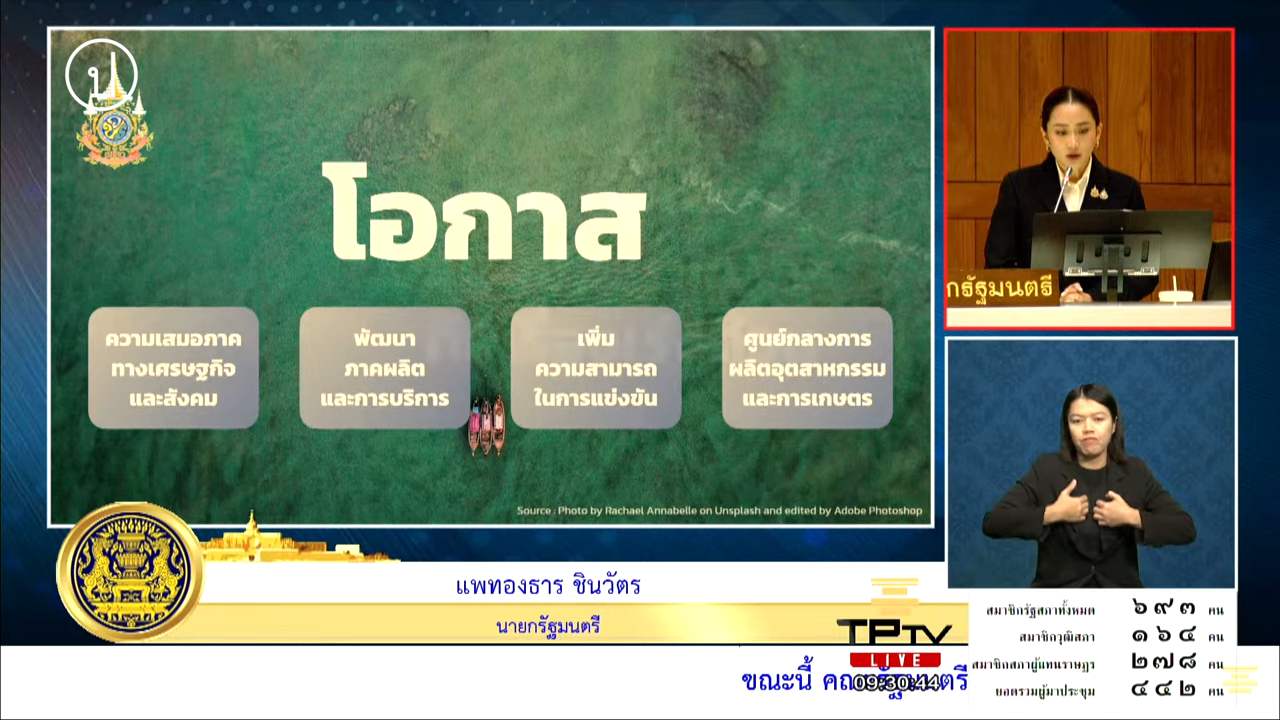 บ
โอกาส
ความเสมอภาค
ทางเศรษฐกิจ
และสังคม
พัฒนา
ภาคผลิต
และการบริการ
เพิ่ม
ความสามารถ
ในการแข่งขัน
ศูนย์กลางการ
ผลิตอุตสาหกรรม
และการเกษตร
Source : Photo by Rachael Annabelle on Unsplash and edited by Adobe Photoshop
กรัฐมนตรี
แพทองธาร ชินวัตร
นายกรัฐมนตรี
TPTV
LIVE
09:30:44
สมาชิกรัฐสภาทั้งหมด ๖๙๓ คน
สมาชิกวุฒิสภา ๑๖๔ คน
สมาชิกสภาผู้แทนราษฎร ๒๗๘ คน
ยอดรวมผู้มาประชุม ๔๔๒ คน
ขณะนี้